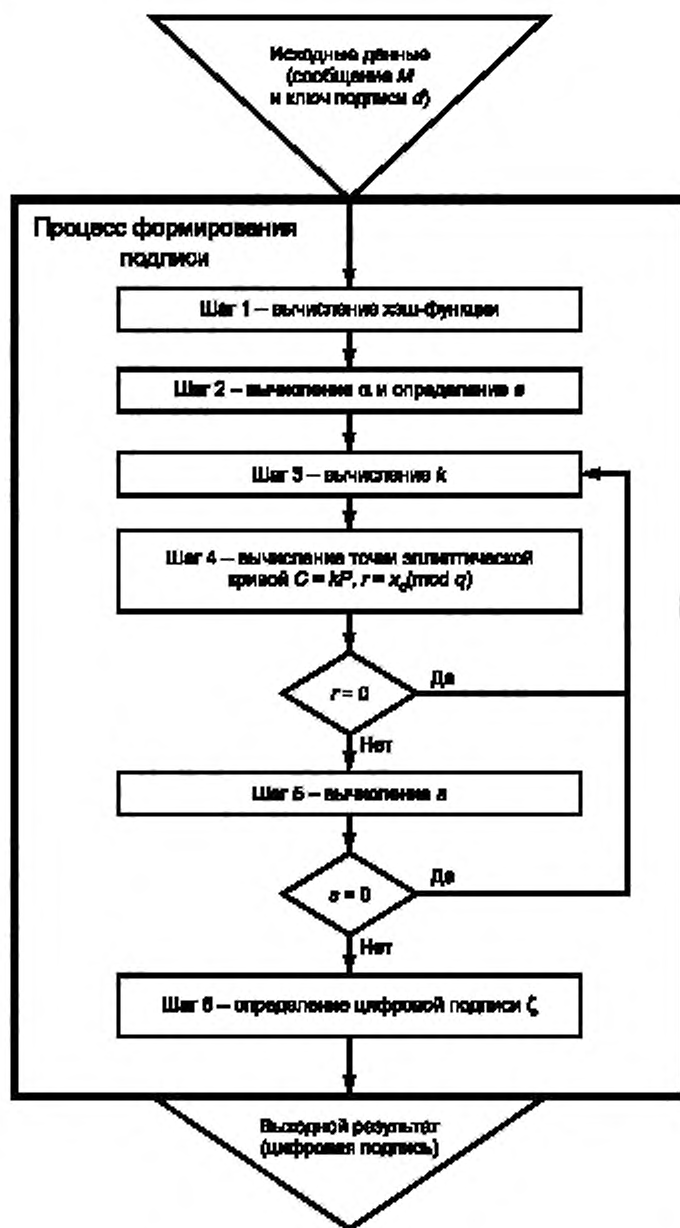 Исходные данные
(сообщение M
и ключ подписи d)
Процесс формирования
подписи
Шаг 1 – вычисление хэш-функции
Шаг 2 – вычисление α и определение e
Шаг 3 – вычисление k
Шаг 4 – вычисление точки эллиптической
кривой C = kP, r = xc(mod q)
r = 0
Да
Нет
Шаг 5 – вычисление s
s = 0
Да
Нет
Шаг 6 – определение цифровой подписи ζ
Выходной результат
(цифровая подпись)